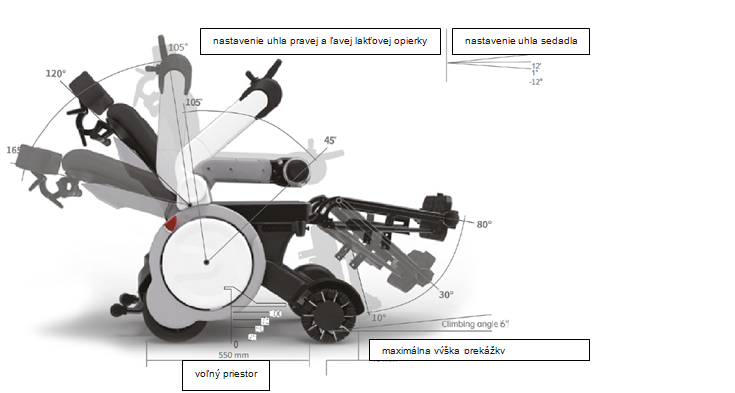 nastavenie uhla pravej a ľavej lakťovej opierky
nastavenie uhla sedadla
105°
120°
12°
1°
-12°
105°
45°
165
80°
30°
10°
Climbing angle 6°
0
550 mm
maximálna výška prekážky
voľný priestor